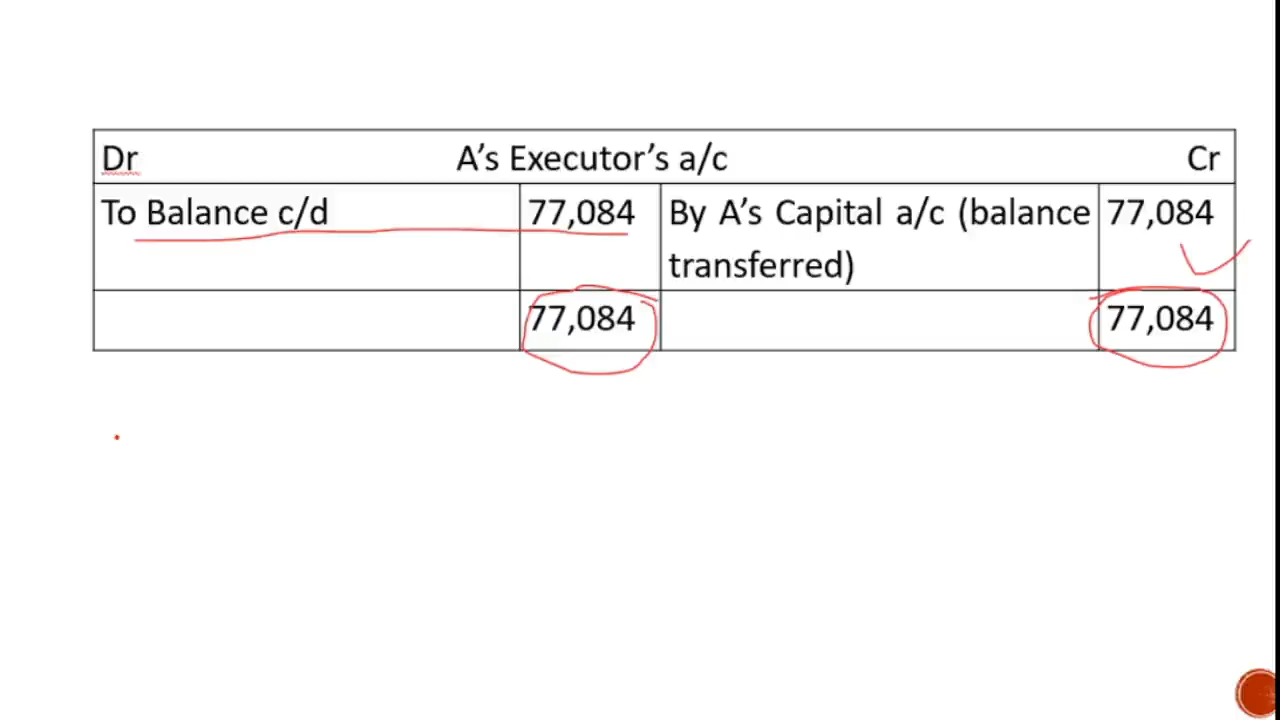 Dr A's Executor's a/c Cr
To Balance c/d 77,084 By A's Capital a/c (balance 77,084
transferred)
77,084 77,084